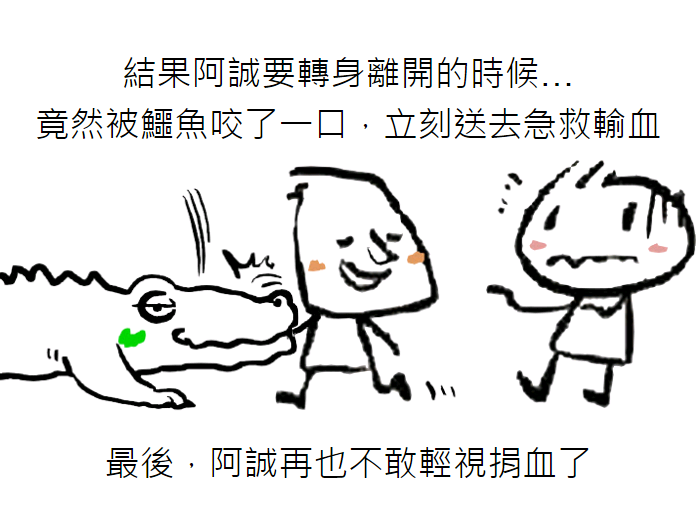 結果阿誠要轉身離開的時候...
竟然被鱷魚咬了一口，立刻送去急救輸血
最後，阿誠再也不敢輕視捐血了